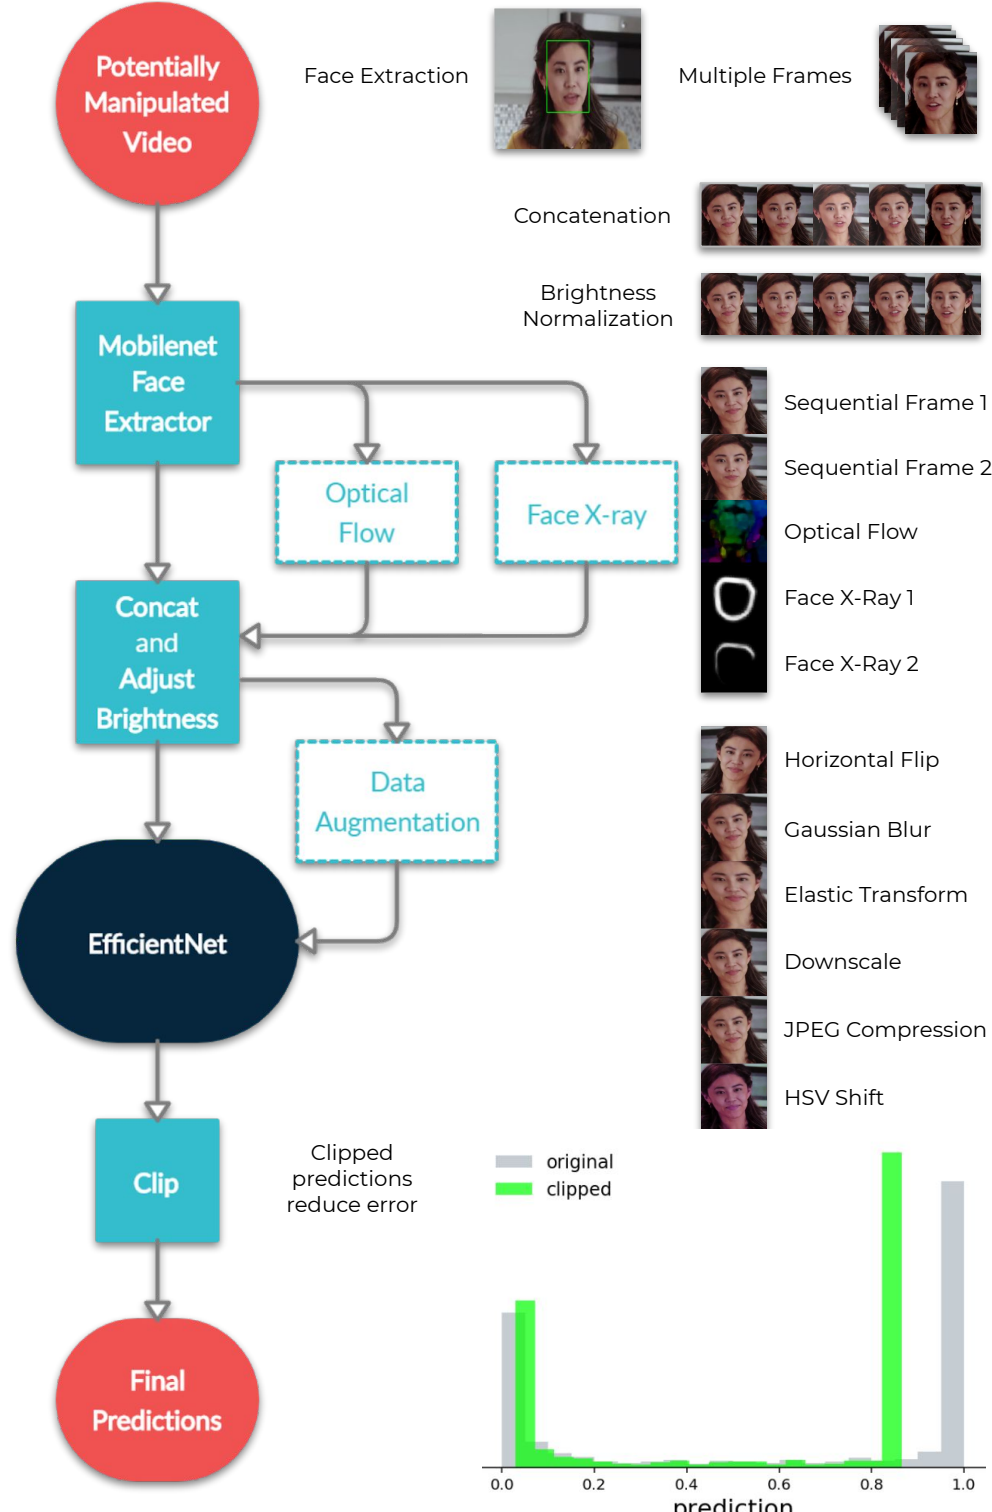 Potentially
Manipulated
Video
Face Extraction
Multiple Frames
Concatenation
Brightness
Normalization
Mobilenet
Face
Extractor
Optical
Flow
Face X-ray
Sequential Frame 1
Sequential Frame 2
Optical Flow
Face X-Ray 1
Face X-Ray 2
Concat
and
Adjust
Brightness
Data
Augmentation
Horizontal Flip
Gaussian Blur
Elastic Transform
Downscale
JPEG Compression
HSV Shift
EfficientNet
Clip
Clipped
predictions
reduce error
original
clipped
0.0 0.2 0.4 0.6 0.8 1.0
prediction
Final
Predictions